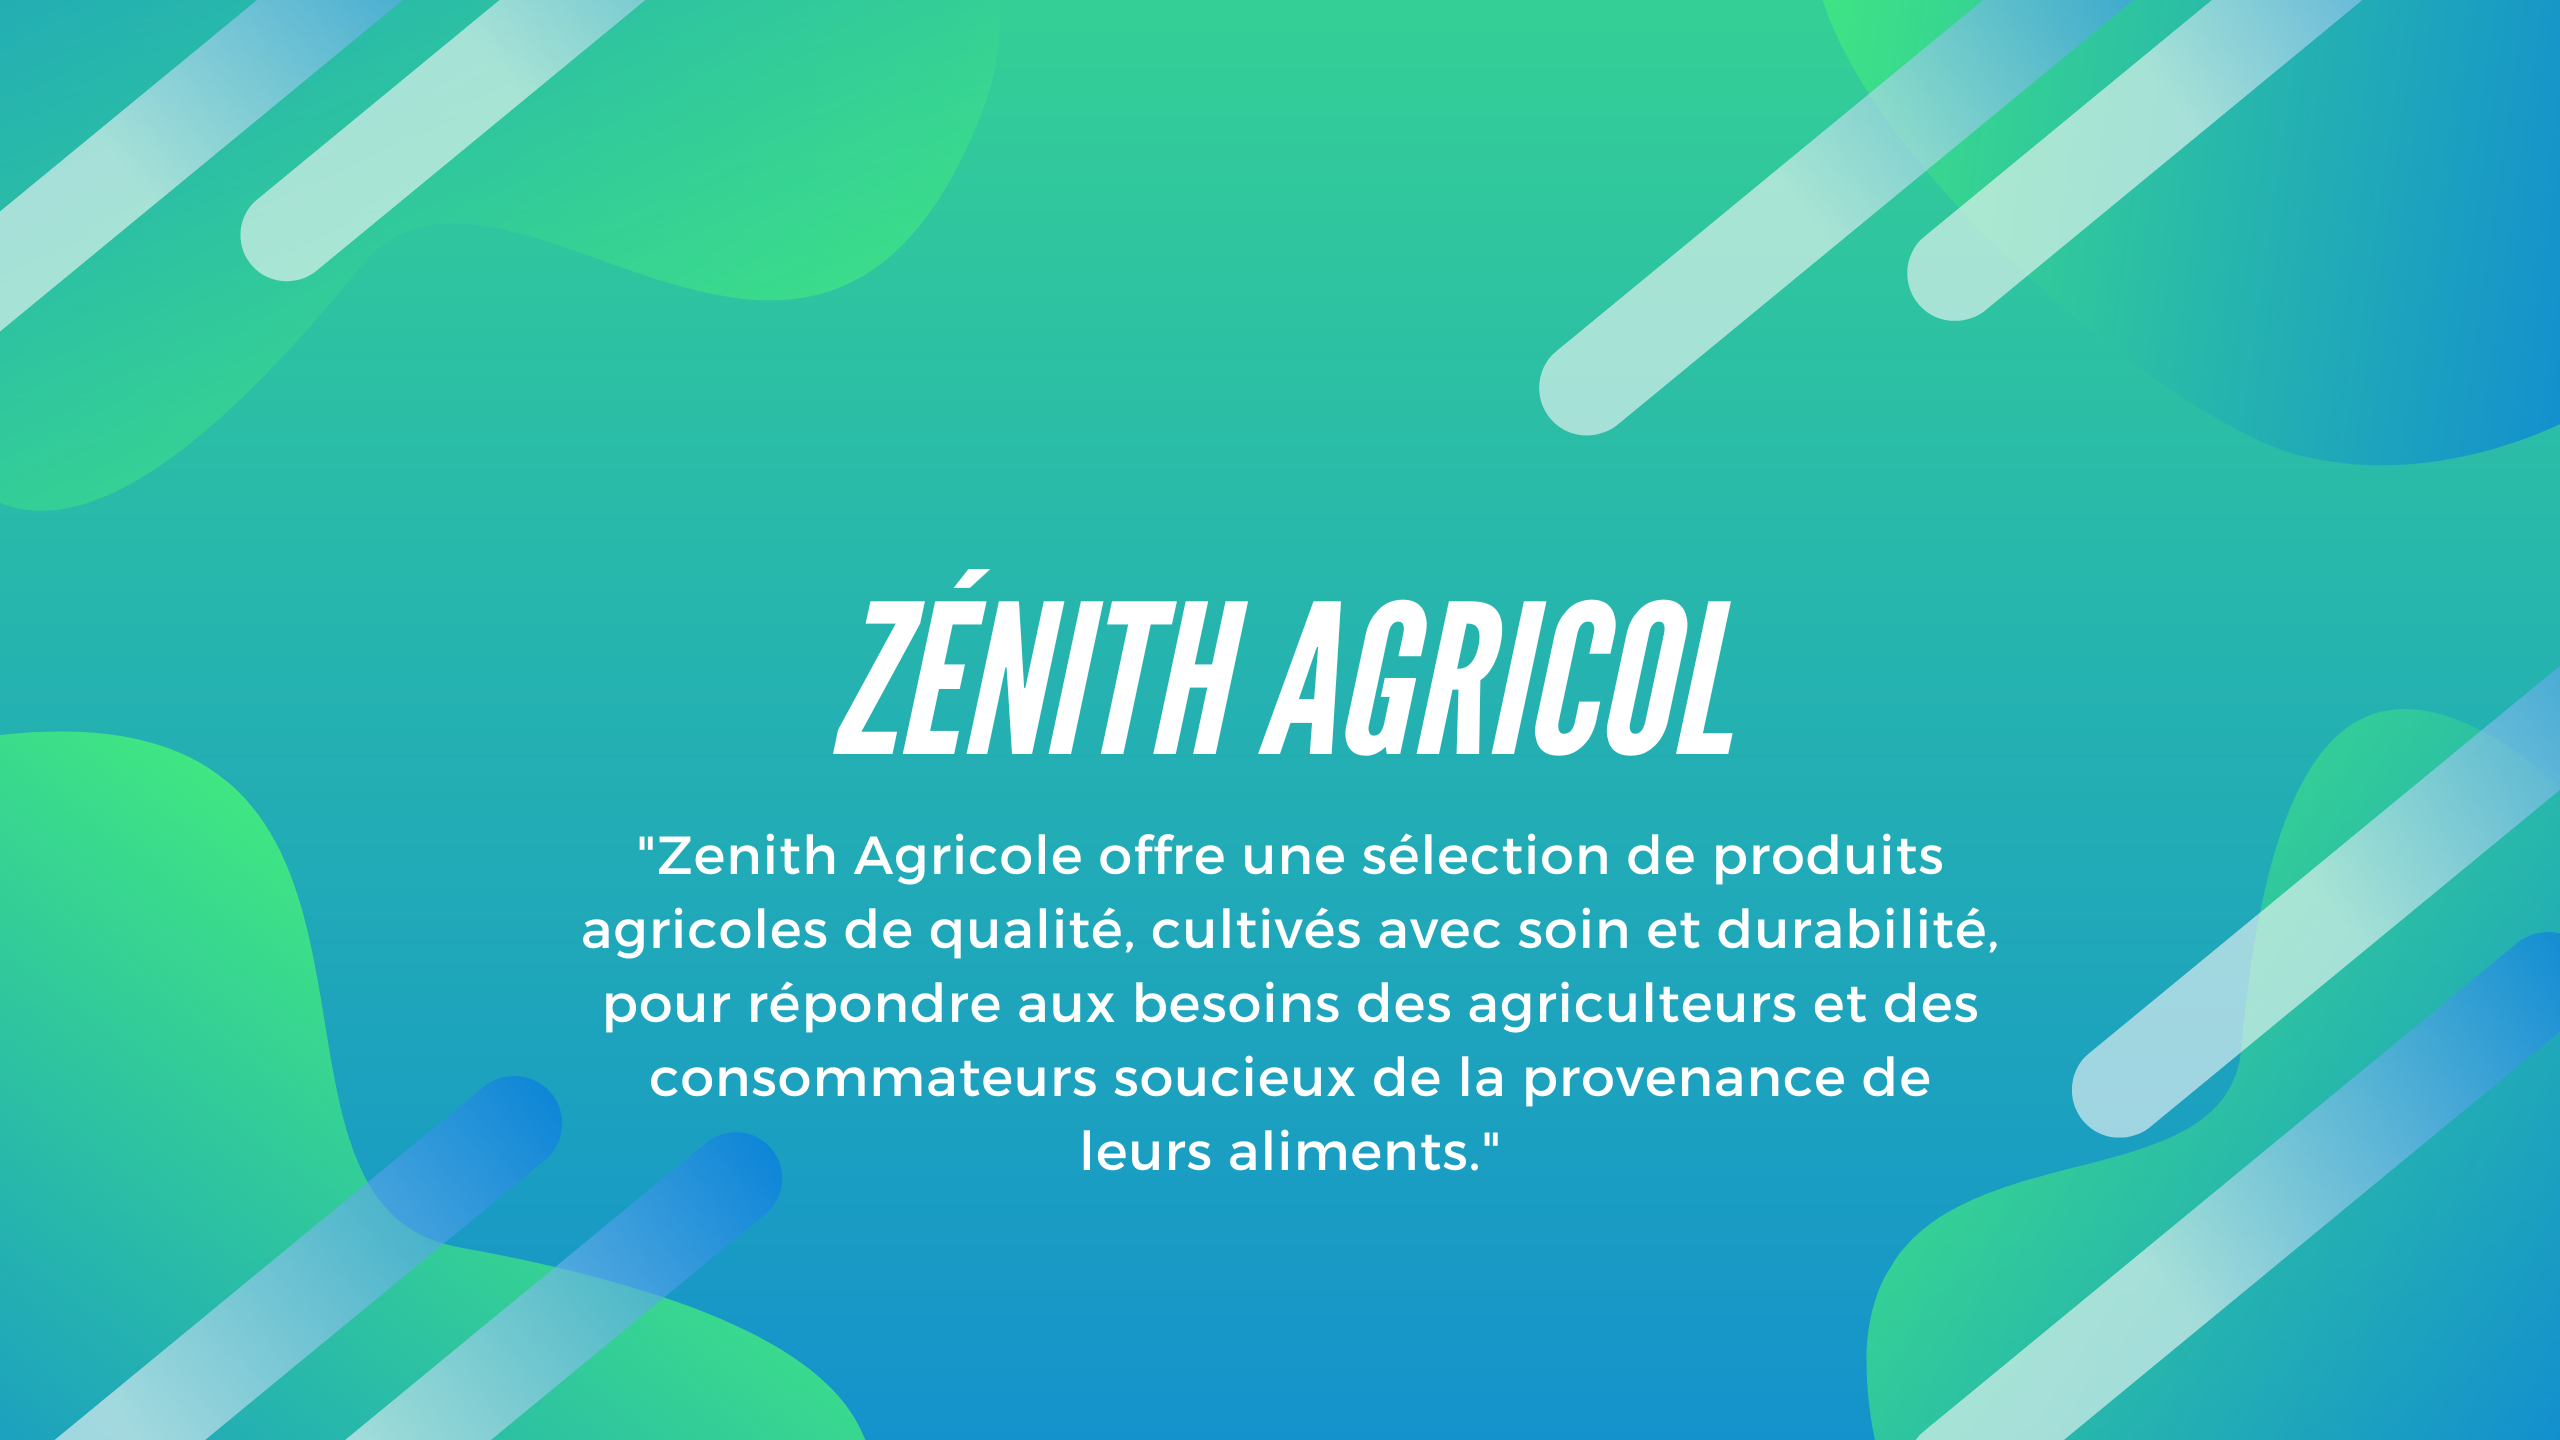 ZÉNITH AGRICOL
"Zenith Agricole offre une sélection de produits
agricoles de qualité, cultivés avec soin et durabilité,
pour répondre aux besoins des agriculteurs et des
consommateurs soucieux de la provenance de
leurs aliments."